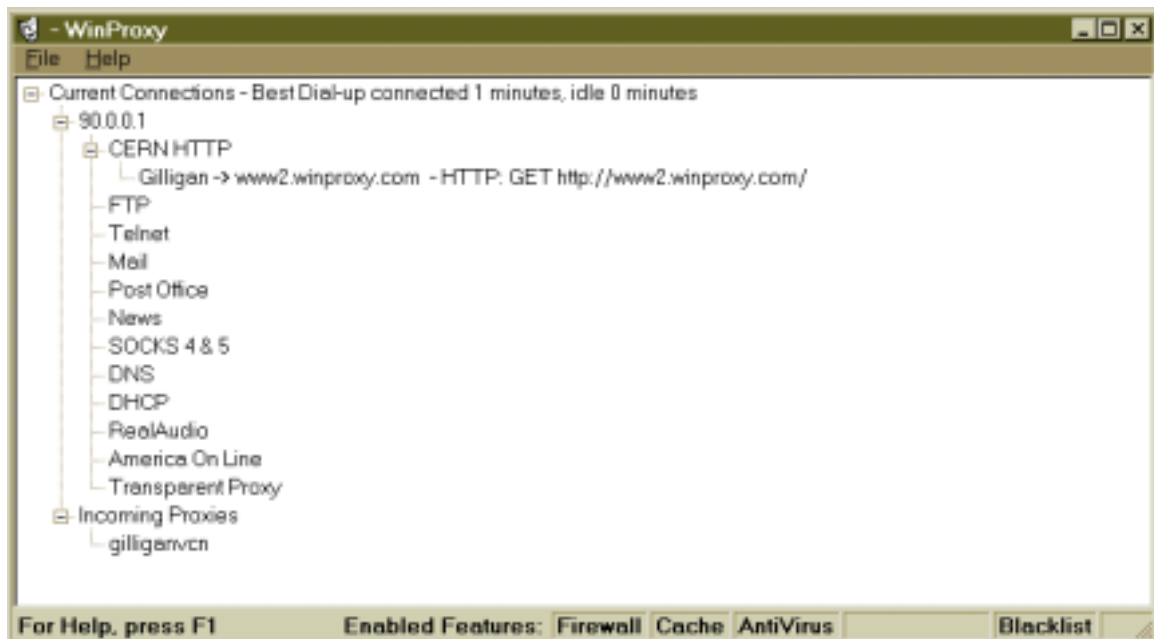 - WinProxy
File Help
Current Connections - Best Dial-up connected 1 minutes, idle 0 minutes
90.0.0.1
CERN HTTP
Gilligan -> www2.winproxy.com - HTTP: GET http://www2.winproxy.com/
FTP
Telnet
Mail
Post Office
News
SOCKS 4 & 5
DNS
DHCP
RealAudio
America On Line
Transparent Proxy
Incoming Proxies
gilliganvcn
For Help, press F1 Enabled Features: Firewall Cache AntiVirus Blacklist